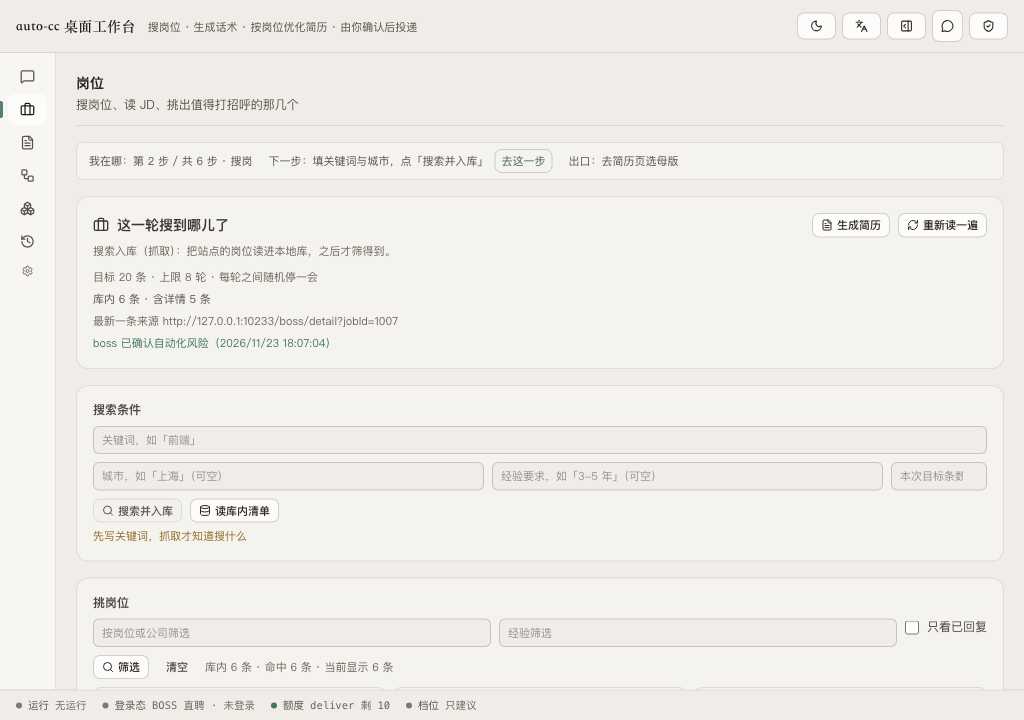 auto-cc 桌面工作台 搜岗位 · 生成话术 · 按岗位优化简历 · 由你确认后投递
岗位
搜岗位、读 JD、挑出值得打招呼的那几个
我在哪：第 2 步 / 共 6 步 · 搜岗 下一步：填关键词与城市，点「搜索并入库」 去这一步 出口：去简历页选母版
这一轮搜到哪儿了 生成简历 重新读一遍
搜索入库（抓取）：把站点的岗位读进本地库，之后才筛得到。
目标 20 条 · 上限 8 轮 · 每轮之间随机停一会
库内 6 条 · 含详情 5 条
最新一条来源 http://127.0.0.1:10233/boss/detail?jobId=1007
boss 已确认自动化风险（2026/11/23 18:07:04）
搜索条件
关键词，如「前端」
城市，如「上海」（可空） 经验要求，如「3–5 年」（可空） 本次目标条数
搜索并入库 读库内清单
先写关键词，抓取才知道搜什么
挑岗位
按岗位或公司筛选 经验筛选 只看已回复
筛选 清空 库内 6 条 · 命中 6 条 · 当前显示 6 条
运行 无运行 登录态 BOSS 直聘 · 未登录 额度 deliver 剩 10 档位 只建议